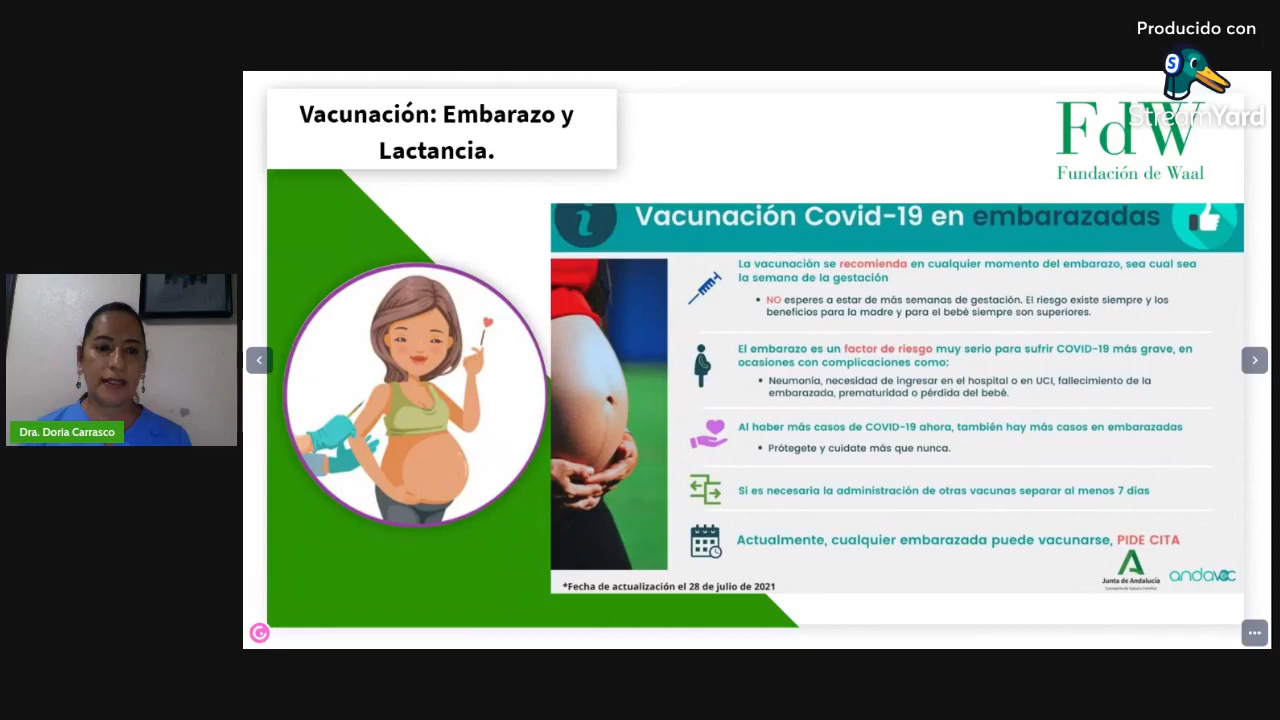 Producido con
StreamYard
Vacunación: Embarazo y
Lactancia.
FdW
Fundación de Waal
Vacunación Covid-19 en embarazadas
La vacunación se recomienda en cualquier momento del embarazo, sea cual sea
la semana de la gestación
• NO esperes a estar de más semanas de gestación. El riesgo existe siempre y los
beneficios para la madre y para el bebé siempre son superiores.
El embarazo es un factor de riesgo muy serio para sufrir COVID-19 más grave, en
ocasiones con complicaciones como:
• Neumonía, necesidad de ingresar en el hospital o en UCI, fallecimiento de la
embarazada, prematuridad o pérdida del bebé.
Al haber más casos de COVID-19 ahora, también hay más casos en embarazadas
• Prótegete y cuídate más que nunca.
Si es necesaria la administración de otras vacunas separar al menos 7 días
Actualmente, cualquier embarazada puede vacunarse, PIDE CITA
Junta de Andalucía
andavac
*Fecha de actualización el 28 de julio de 2021
Dra. Doria Carrasco